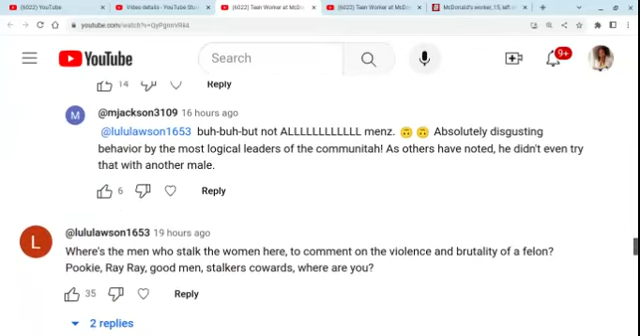 (6022) YouTube
Video details - YouTube Stu
(6022) Teen Worker at McDo
(6022) Teen Worker at McDo
McDonald's worker, 15, left
youtube.com/watch?v=QyPgnnVRii4
YouTube
Search
9+
14 Reply
M
@mjackson3109 16 hours ago
@lululawson1653 buh-buh-but not ALLLLLLLLLLLL menz. 🙃🙃 Absolutely disgusting
behavior by the most logical leaders of the communitah! As others have noted, he didn't even try
that with another male.
6 Reply
L
@lululawson1653 19 hours ago
Where's the men who stalk the women here, to comment on the violence and brutality of a felon?
Pookie, Ray Ray, good men, stalkers cowards, where are you?
35 Reply
2 replies